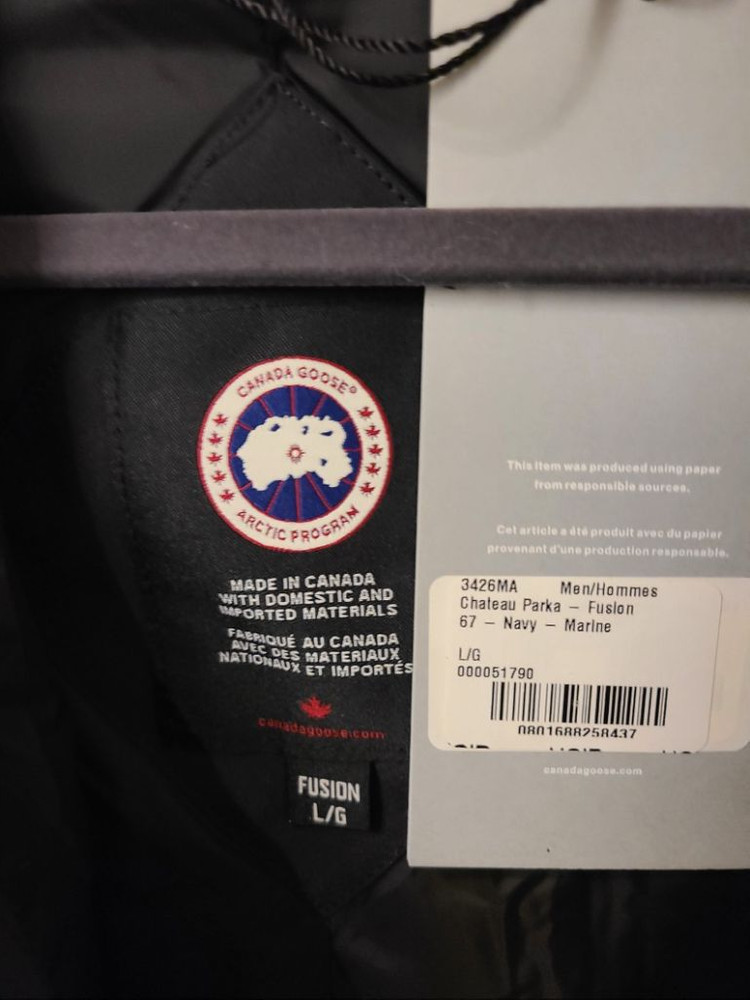 CANADA GOOSE®
ARCTIC PROGRAM
MADE IN CANADA
WITH DOMESTIC AND
IMPORTED MATERIALS
FABRIQUÉ AU CANADA
AVEC DES MATERIAUX
NATIONAUX ET IMPORTÉS
canadagoose.com
FUSION
L/G
This item was produced using paper
from responsible sources.
Cet article a été produit avec du papier
provenant d'une production responsable.
3426MA Men/Hommes
Chateau Parka – Fusion
67 – Navy – Marine
L/G
000051790
0801688258437
canadagoose.com